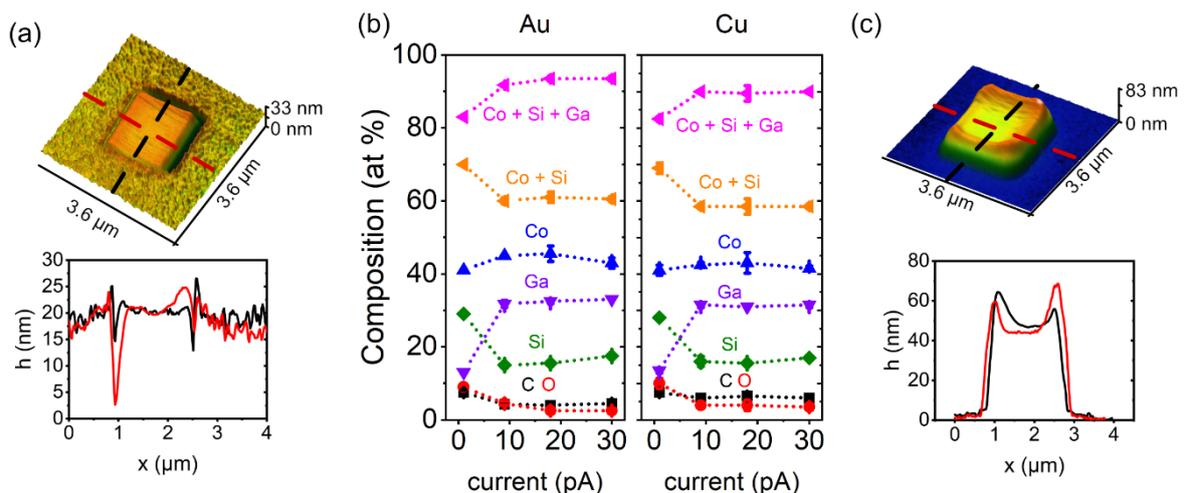 (a)
33 nm
0 nm
3.6 µm
3.6 µm
30
25
20
15
10
5
0
h (nm)
0 1 2 3 4
x (µm)
(b)
Au
Cu
Composition (at %)
100
80
60
40
20
0
Co + Si + Ga
Co + Si
Co
Ga
Si
C O
0 10 20 30
current (pA)
Co + Si + Ga
Co + Si
Co
Ga
Si
C O
0 10 20 30
current (pA)
(c)
83 nm
0 nm
3.6 µm
3.6 µm
80
60
40
20
0
h (nm)
0 1 2 3 4
x (µm)